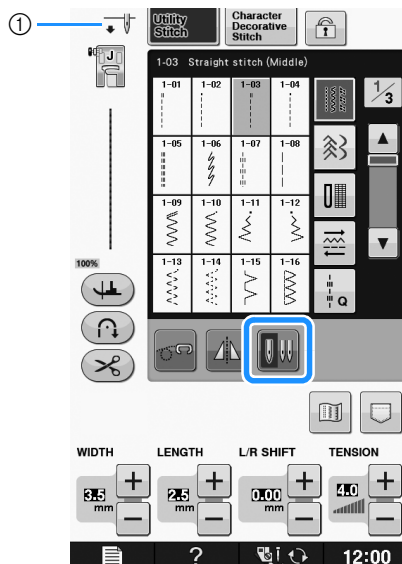 ①
Utility Stitch
Character Decorative Stitch
J
1-03 Straight stitch (Middle)
1/3
1-01 1-02 1-03 1-04
1-05 1-06 1-07 1-08
1-09 1-10 1-11 1-12
1-13 1-14 1-15 1-16
Q
100%
WIDTH LENGTH L/R SHIFT TENSION
3.5 mm + − 2.5 mm + − 0.00 mm + − 4.0 + −
? i 12:00